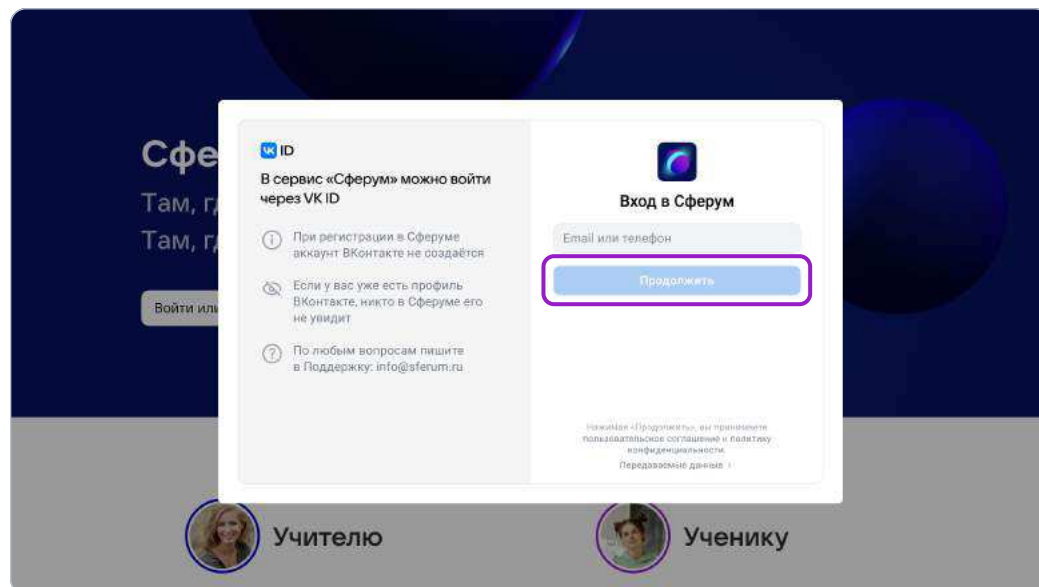 Сфе
Там, г
Там, г
Войти или
VK ID
В сервис «Сферум» можно войти
через VK ID
При регистрации в Сферуме
аккаунт ВКонтакте не создаётся
Если у вас уже есть профиль
ВКонтакте, никто в Сферуме его
не увидит
По любым вопросам пишите
в Поддержку: info@sferum.ru
Вход в Сферум
Email или телефон
Продолжить
Нажимая «Продолжить», вы принимаете
пользовательское соглашение и политику
конфиденциальности
Передаваемые данные ›
Учителю
Ученику